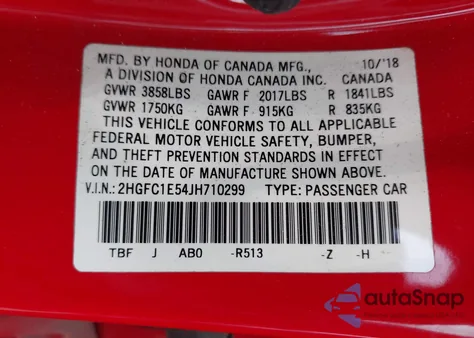 MFD. BY HONDA OF CANADA MFG., 10/'18
A DIVISION OF HONDA CANADA INC. CANADA
GVWR 3858LBS GAWR F 2017LBS R 1841LBS
GVWR 1750KG GAWR F 915KG R 835KG
THIS VEHICLE CONFORMS TO ALL APPLICABLE
FEDERAL MOTOR VEHICLE SAFETY, BUMPER,
AND THEFT PREVENTION STANDARDS IN EFFECT
ON THE DATE OF MANUFACTURE SHOWN ABOVE.
V.I.N.: 2HGFC1E54JH710299 TYPE: PASSENGER CAR
TBF J AB0 -R513 -Z -H
autoSnap